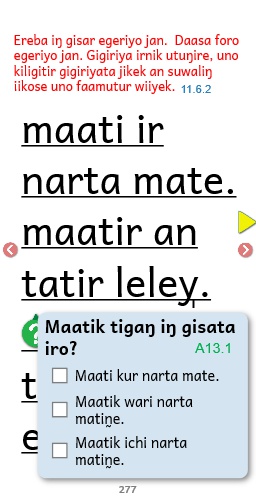 Ereba iŋ gisar egeriyo jan.  Daasa foro
egeriyo jan. Gigiriya irnik utuŋire, uno
kiligitir gigiriyata jikek an suwaliŋ
iikose uno faamutur wiiyek. 11.6.2
maati ir
narta mate.
maatir an
tatir leley.
t
e
Maatik tigaŋ iŋ gisata
iro?
A13.1
Maati kur narta mate.
Maatik wari narta
matiŋe.
Maatik ichi narta
matiŋe.
277